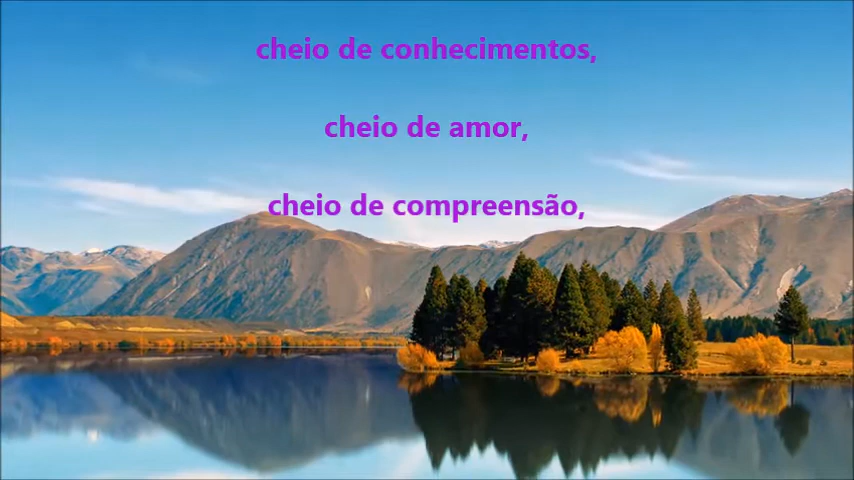 cheio de conhecimentos,
cheio de amor,
cheio de compreensão,